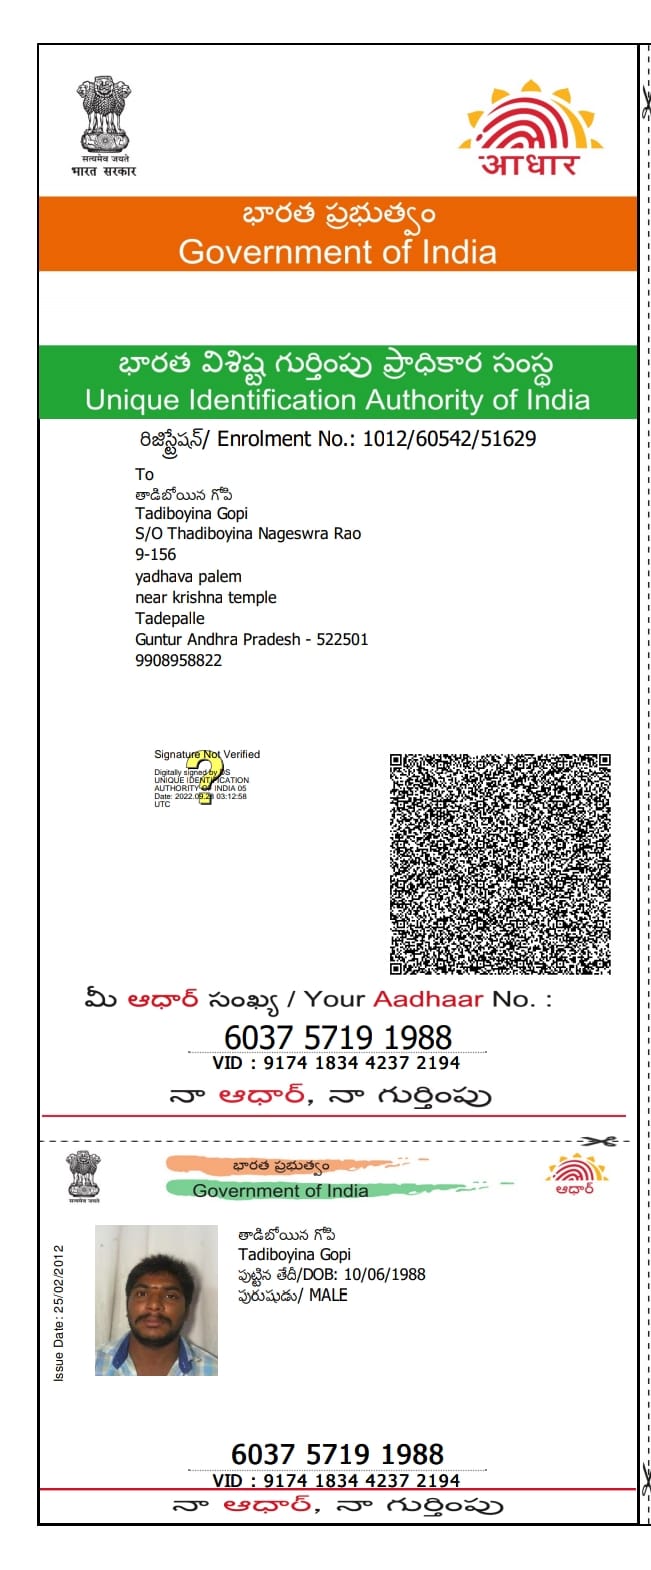 सत्यमेव जयते
भारत सरकार
आधार
భారత ప్రభుత్వం
Government of India
భారత విశిష్ట గుర్తింపు ప్రాధికార సంస్థ
Unique Identification Authority of India
రిజిస్ట్రేషన్/ Enrolment No.: 1012/60542/51629
To
తాడిబోయిన గోపి
Tadiboyina Gopi
S/O Thadiboyina Nageswra Rao
9-156
yadhava palem
near krishna temple
Tadepalle
Guntur Andhra Pradesh - 522501
9908958822
Signature Not Verified
Digitally signed by DS
UNIQUE IDENTIFICATION
AUTHORITY OF INDIA 05
Date: 2022.09.23 03:12:58
UTC
మీ ఆధార్ సంఖ్య / Your Aadhaar No. :
6037 5719 1988
VID : 9174 1834 4237 2194
నా ఆధార్, నా గుర్తింపు
सत्यमेव जयते
భారత ప్రభుత్వం
Government of India
ఆధార్
Issue Date: 25/02/2012
తాడిబోయిన గోపి
Tadiboyina Gopi
పుట్టిన తేదీ/DOB: 10/06/1988
పురుషుడు/ MALE
6037 5719 1988
VID : 9174 1834 4237 2194
నా ఆధార్, నా గుర్తింపు